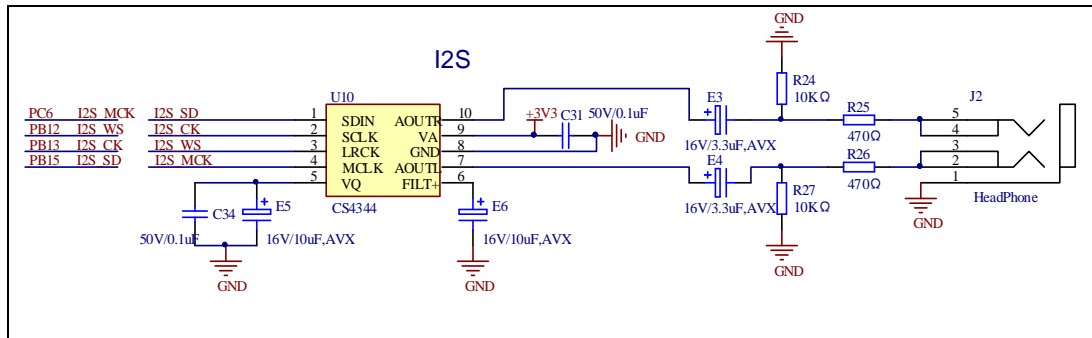 I2S
GND
U10
PC6 I2S_MCK I2S_SD 1 SDIN AOUTR 10
PB12 I2S_WS I2S_CK 2 SCLK VA 9
PB13 I2S_CK I2S_WS 3 LRCK GND 8
PB15 I2S_SD I2S_MCK 4 MCLK AOUTL 7
5 VQ FILT+ 6
CS4344
+3V3 C31 50V/0.1uF
GND
E3
+
16V/3.3uF,AVX
E4
+
16V/3.3uF,AVX
R24
10KΩ
R25
470Ω
R26
470Ω
R27
10KΩ
GND
J2
5
4
3
2
1
HeadPhone
GND
C34
50V/0.1uF
+
E5
16V/10uF,AVX
GND
+
E6
16V/10uF,AVX
GND